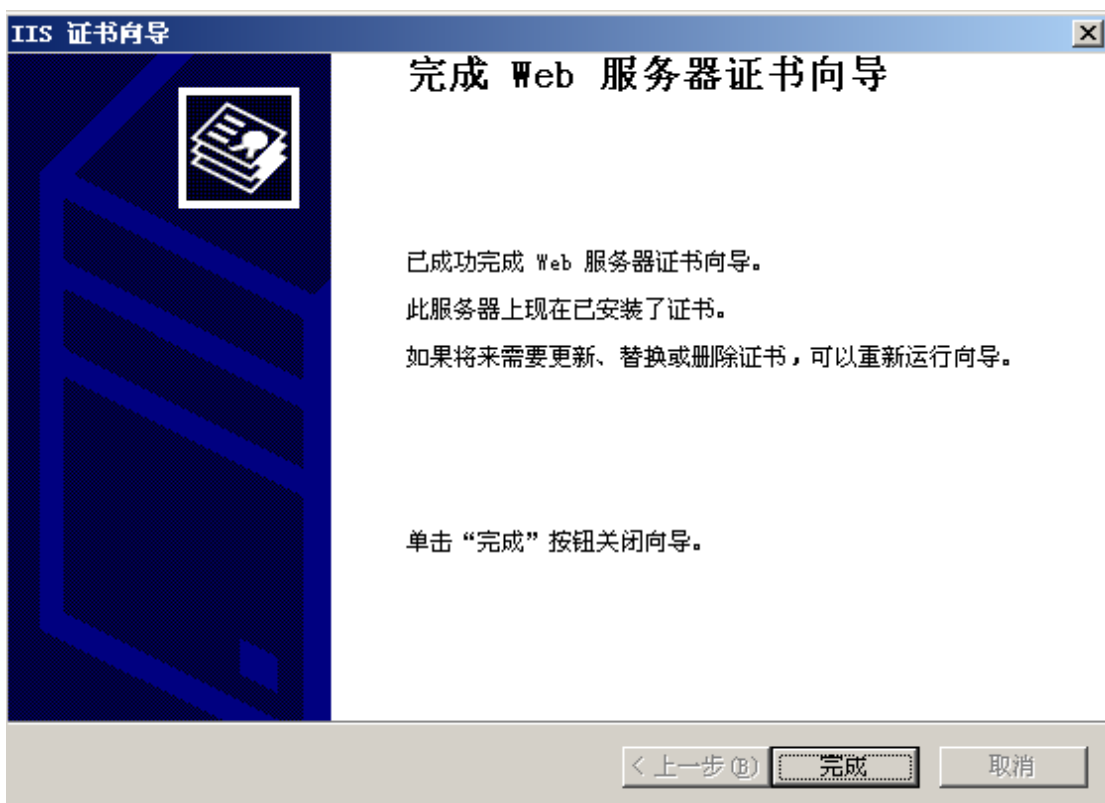 IIS 证书向导
完成 Web 服务器证书向导
已成功完成 Web 服务器证书向导。
此服务器上现在已安装了证书。
如果将来需要更新、替换或删除证书，可以重新运行向导。
单击“完成”按钮关闭向导。
< 上一步(B) 完成 取消